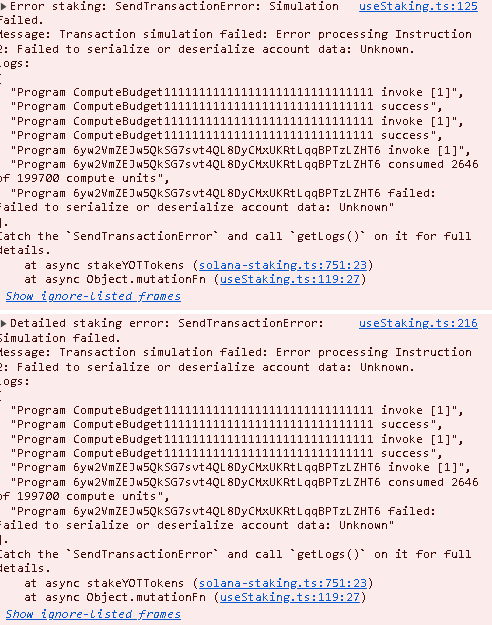 ▶Error staking: SendTransactionError: Simulation useStaking.ts:125
Failed.
Message: Transaction simulation failed: Error processing Instruction
2: Failed to serialize or deserialize account data: Unknown.
Logs:
[
"Program ComputeBudget111111111111111111111111111111 invoke [1]",
"Program ComputeBudget111111111111111111111111111111 success",
"Program ComputeBudget111111111111111111111111111111 invoke [1]",
"Program ComputeBudget111111111111111111111111111111 success",
"Program 6yw2VmZEJw5QkSG7svt4QL8DyCMxUKRtLqqBPTzLZHT6 invoke [1]",
"Program 6yw2VmZEJw5QkSG7svt4QL8DyCMxUKRtLqqBPTzLZHT6 consumed 2646
of 199700 compute units",
"Program 6yw2VmZEJw5QkSG7svt4QL8DyCMxUKRtLqqBPTzLZHT6 failed:
Failed to serialize or deserialize account data: Unknown"
].
Catch the `SendTransactionError` and call `getLogs()` on it for full
details.
at async stakeYOTTokens (solana-staking.ts:751:23)
at async Object.mutationFn (useStaking.ts:119:27)
Show ignore-listed frames
▶Detailed staking error: SendTransactionError: useStaking.ts:216
Simulation failed.
Message: Transaction simulation failed: Error processing Instruction
2: Failed to serialize or deserialize account data: Unknown.
Logs:
[
"Program ComputeBudget111111111111111111111111111111 invoke [1]",
"Program ComputeBudget111111111111111111111111111111 success",
"Program ComputeBudget111111111111111111111111111111 invoke [1]",
"Program ComputeBudget111111111111111111111111111111 success",
"Program 6yw2VmZEJw5QkSG7svt4QL8DyCMxUKRtLqqBPTzLZHT6 invoke [1]",
"Program 6yw2VmZEJw5QkSG7svt4QL8DyCMxUKRtLqqBPTzLZHT6 consumed 2646
of 199700 compute units",
"Program 6yw2VmZEJw5QkSG7svt4QL8DyCMxUKRtLqqBPTzLZHT6 failed:
Failed to serialize or deserialize account data: Unknown"
].
Catch the `SendTransactionError` and call `getLogs()` on it for full
details.
at async stakeYOTTokens (solana-staking.ts:751:23)
at async Object.mutationFn (useStaking.ts:119:27)
Show ignore-listed frames